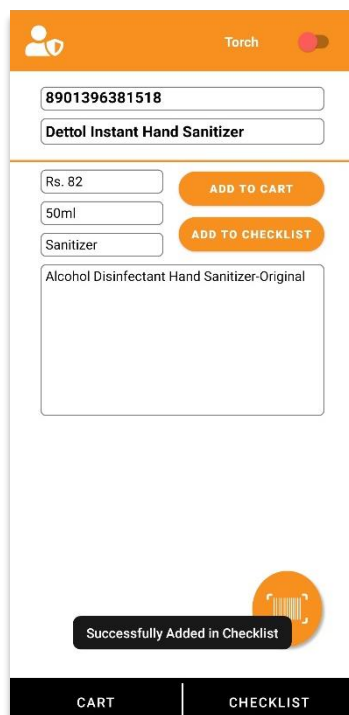 Torch
8901396381518
Dettol Instant Hand Sanitizer
Rs. 82
ADD TO CART
50ml
ADD TO CHECKLIST
Sanitizer
Alcohol Disinfectant Hand Sanitizer-Original
Successfully Added in Checklist
CART
CHECKLIST